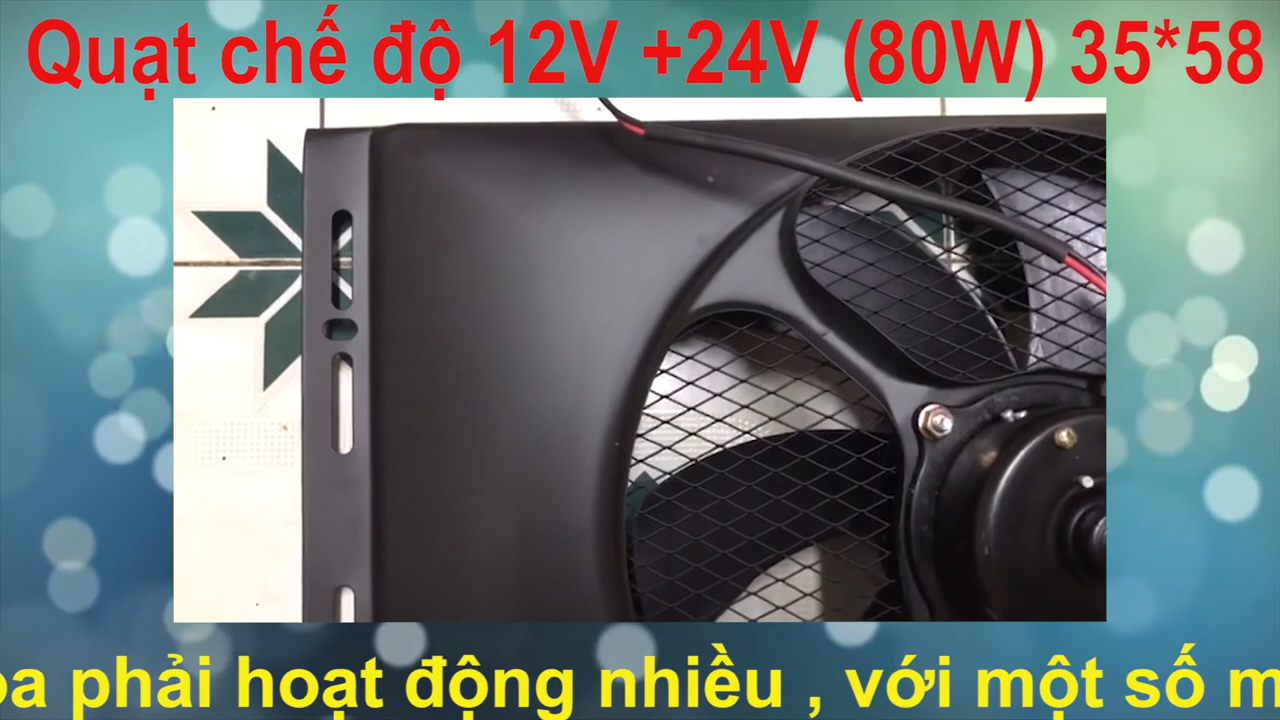 Quạt chế độ 12V +24V (80W) 35*58
phải hoạt động nhiều , với một số